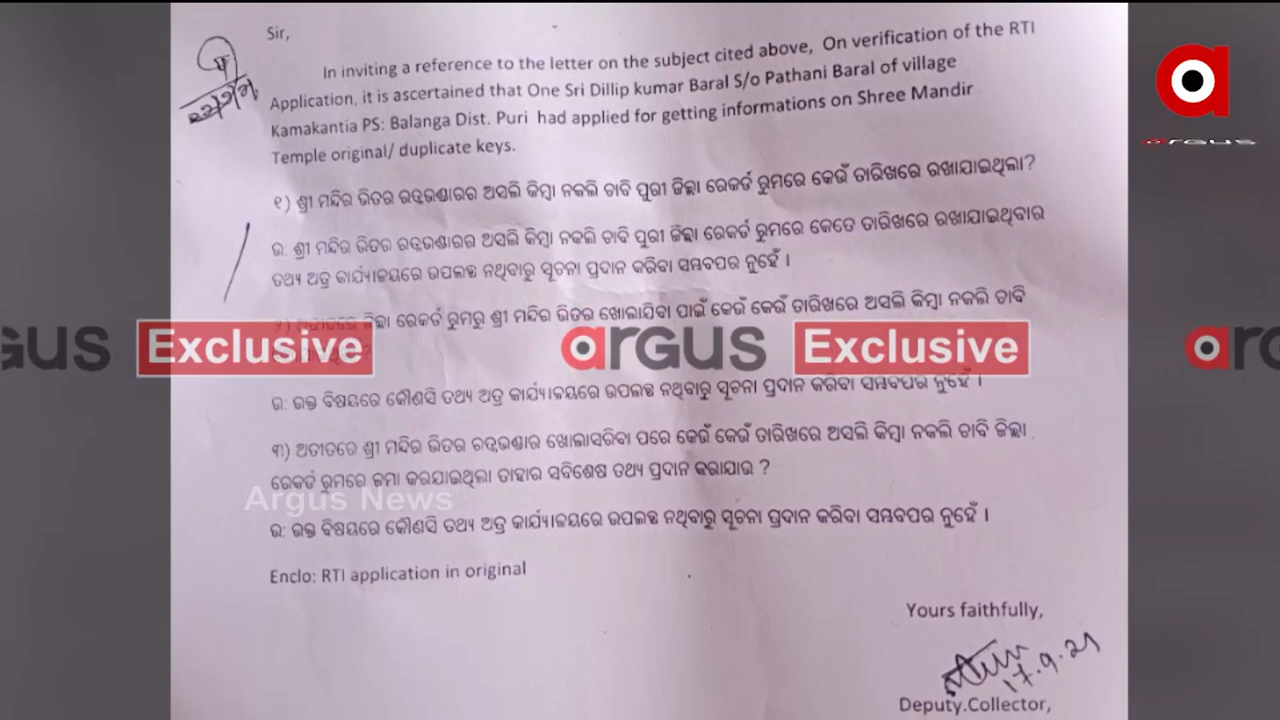 Sir,
In inviting a reference to the letter on the subject cited above, On verification of the RTI
Application, it is ascertained that One Sri Dillip kumar Baral S/o Pathani Baral of village
Kamakantia PS: Balanga Dist. Puri had applied for getting informations on Shree Mandir
Temple original/ duplicate keys.
୧) ଶ୍ରୀ ମନ୍ଦିର ଭିତର ରତ୍ନଭଣ୍ଡାରର ଅସଲି କିମ୍ବା ନକଲି ଚାବି ପୁରୀ ଜିଲ୍ଲା ରେକର୍ଡ ରୁମରେ କେଉଁ ତାରିଖରେ ରଖାଯାଇଥିଲା?
ଉ: ଶ୍ରୀ ମନ୍ଦିର ଭିତର ରତ୍ନଭଣ୍ଡାରର ଅସଲି କିମ୍ବା ନକଲି ଚାବି ପୁରୀ ଜିଲ୍ଲା ରେକର୍ଡ ରୁମରେ କେତେ ତାରିଖରେ ରଖାଯାଇଥିବାର
ତଥ୍ୟ ଅତ୍ର କାର୍ଯ୍ୟାଳୟରେ ଉପଲବ୍ଧ ନଥିବାରୁ ସୂଚନା ପ୍ରଦାନ କରିବା ସମ୍ଭବପର ନୁହେଁ ।
ଜିଲ୍ଲା ରେକର୍ଡ ରୁମରୁ ଶ୍ରୀ ମନ୍ଦିର ଭିତର ଖୋଲାଯିବା ପାଇଁ କେଉଁ କେଉଁ ତାରିଖରେ ଅସଲି କିମ୍ବା ନକଲି ଚାବି
ଉ: ଉକ୍ତ ବିଷୟରେ କୌଣସି ତଥ୍ୟ ଅତ୍ର କାର୍ଯ୍ୟାଳୟରେ ଉପଲବ୍ଧ ନଥିବାରୁ ସୂଚନା ପ୍ରଦାନ କରିବା ସମ୍ଭବପର ନୁହେଁ ।
୩) ଅତୀତରେ ଶ୍ରୀ ମନ୍ଦିର ଭିତର ରତ୍ନଭଣ୍ଡାର ଖୋଲାସରିବା ପରେ କେଉଁ କେଉଁ ତାରିଖରେ ଅସଲି କିମ୍ବା ନକଲି ଚାବି ଜିଲ୍ଲା
ରେକର୍ଡ ରୁମରେ ଜମା କରାଯାଇଥିଲା ତାହାର ସବିଶେଷ ତଥ୍ୟ ପ୍ରଦାନ କରାଯାଉ ?
ଉ: ଉକ୍ତ ବିଷୟରେ କୌଣସି ତଥ୍ୟ ଅତ୍ର କାର୍ଯ୍ୟାଳୟରେ ଉପଲବ୍ଧ ନଥିବାରୁ ସୂଚନା ପ୍ରଦାନ କରିବା ସମ୍ଭବପର ନୁହେଁ ।
Enclo: RTI application in original
Yours faithfully,
17.9.21
Deputy.Collector,
argus
Exclusive
argus
Exclusive
Argus News
argus